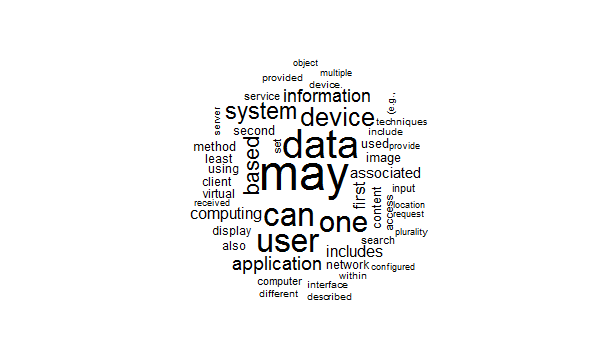 object
provided multiple
device.
service information (e.g.,
server system device techniques
second include
method set data used provide
least based image
using may associated
client first input
virtual content access location
received
computing can one request
display user plurality
also search
includes
application network configured
within
computer interface
different described